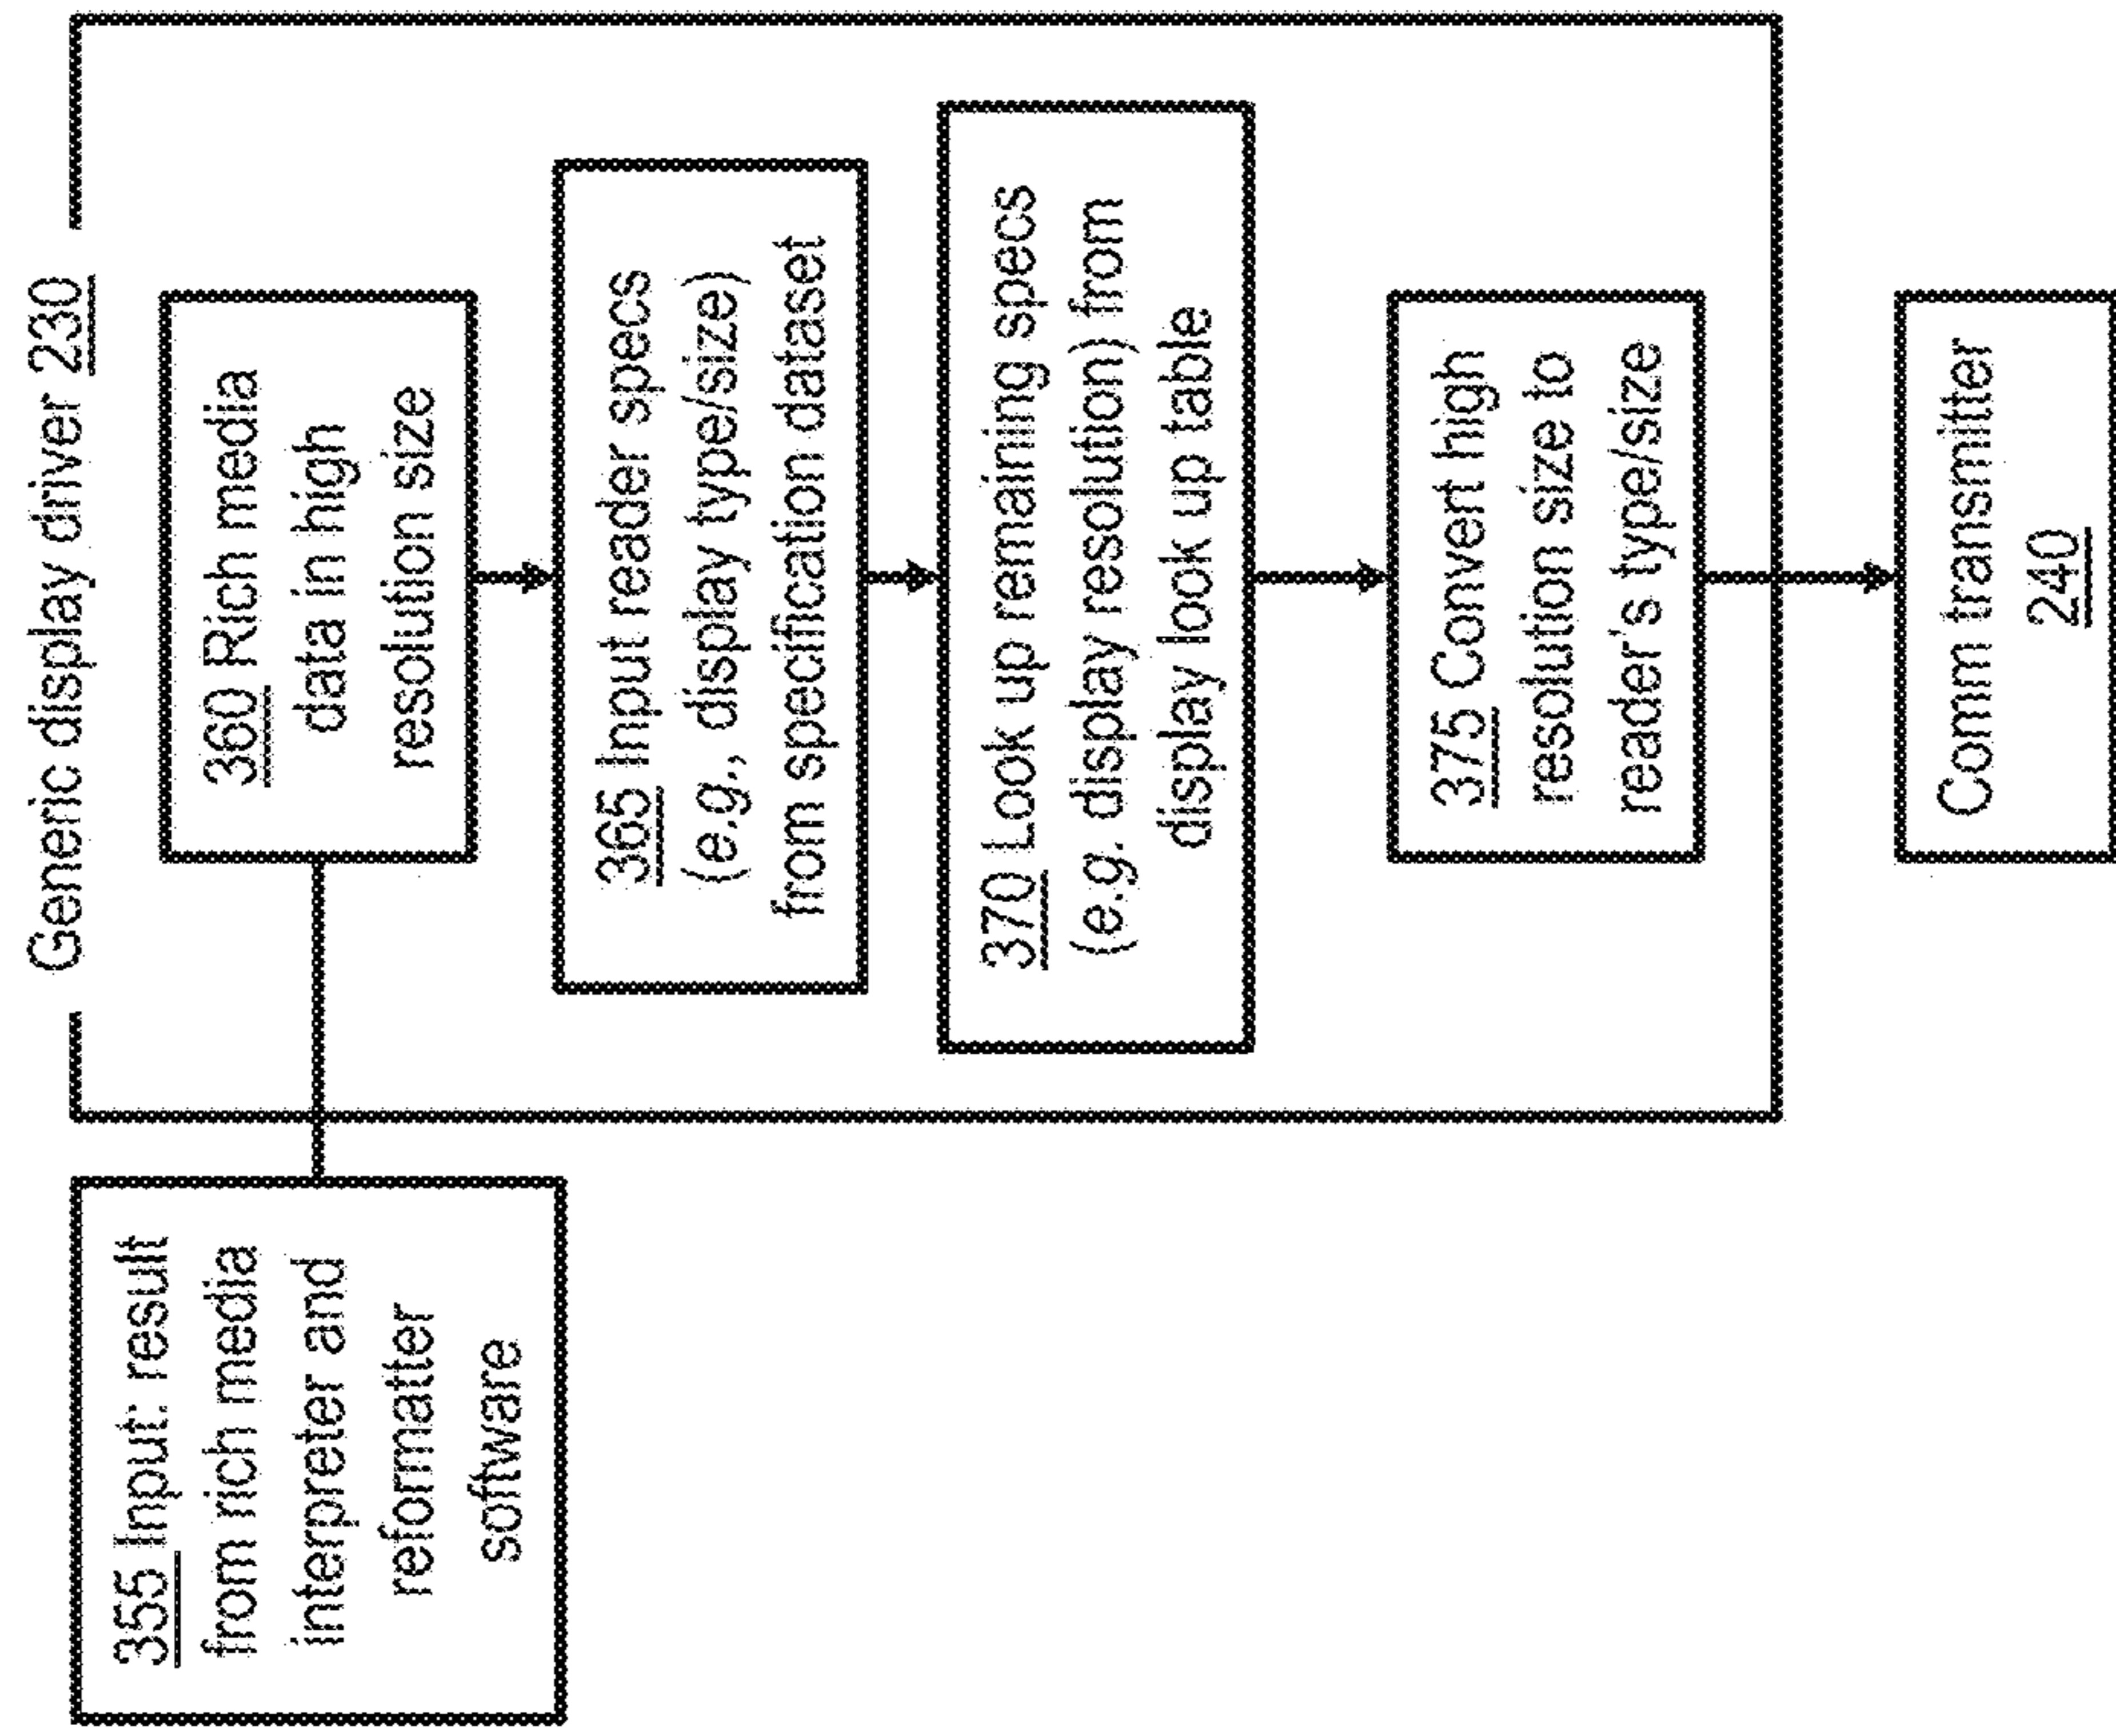 Generic display driver 230
355 Input: result
from rich media
interpreter and
reformatter
software
360 Rich media
data in high
resolution size
365 Input reader specs
(e.g., display type/size)
from specification dataset
370 Look up remaining specs
(e.g. display resolution) from
display look up table
375 Convert high
resolution size to
reader's type/size
Comm transmitter
240